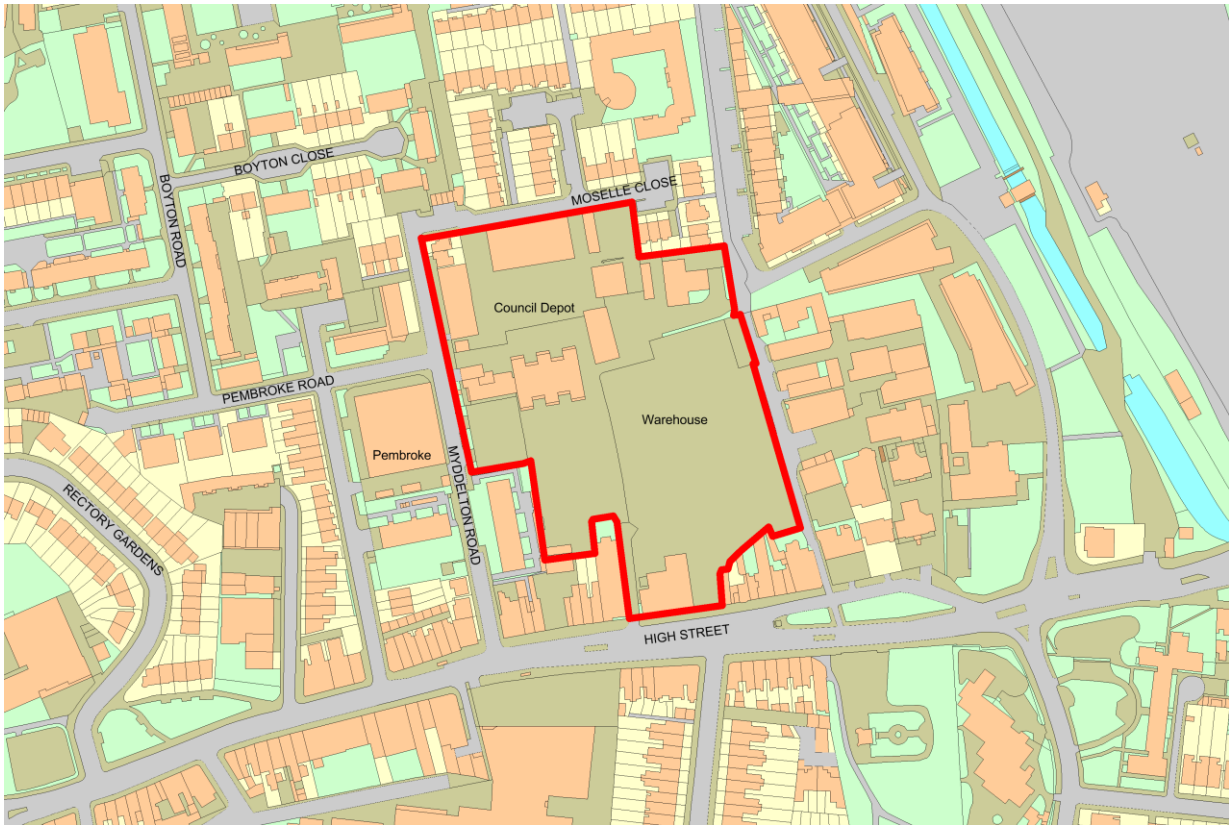 BOYTON CLOSE
MOSELLE CLOSE
BOYTON ROAD
Council Depot
PEMBROKE ROAD
Warehouse
Pembroke
MYDDELTON ROAD
RECTORY GARDENS
HIGH STREET